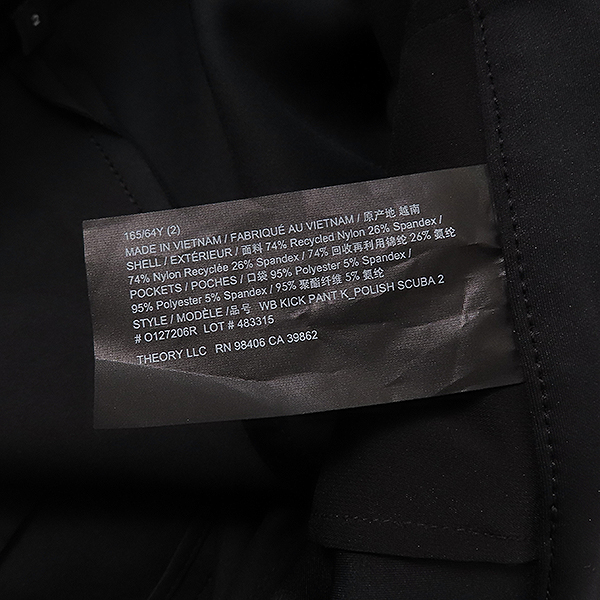 165/64Y (2)
MADE IN VIETNAM / FABRIQUÉ AU VIETNAM / 原产地 越南
SHELL / EXTÉRIEUR / 面料 74% Recycled Nylon 26% Spandex /
74% Nylon Recyclée 26% Spandex / 74% 回收再利用锦纶 26% 氨纶
POCKETS / POCHES / 口袋 95% Polyester 5% Spandex /
95% Polyester 5% Spandex / 95% 聚酯纤维 5% 氨纶
STYLE / MODÈLE /品号 WB KICK PANT K_POLISH SCUBA 2
# O127206R LOT # 483315
THEORY LLC RN 98406 CA 39862